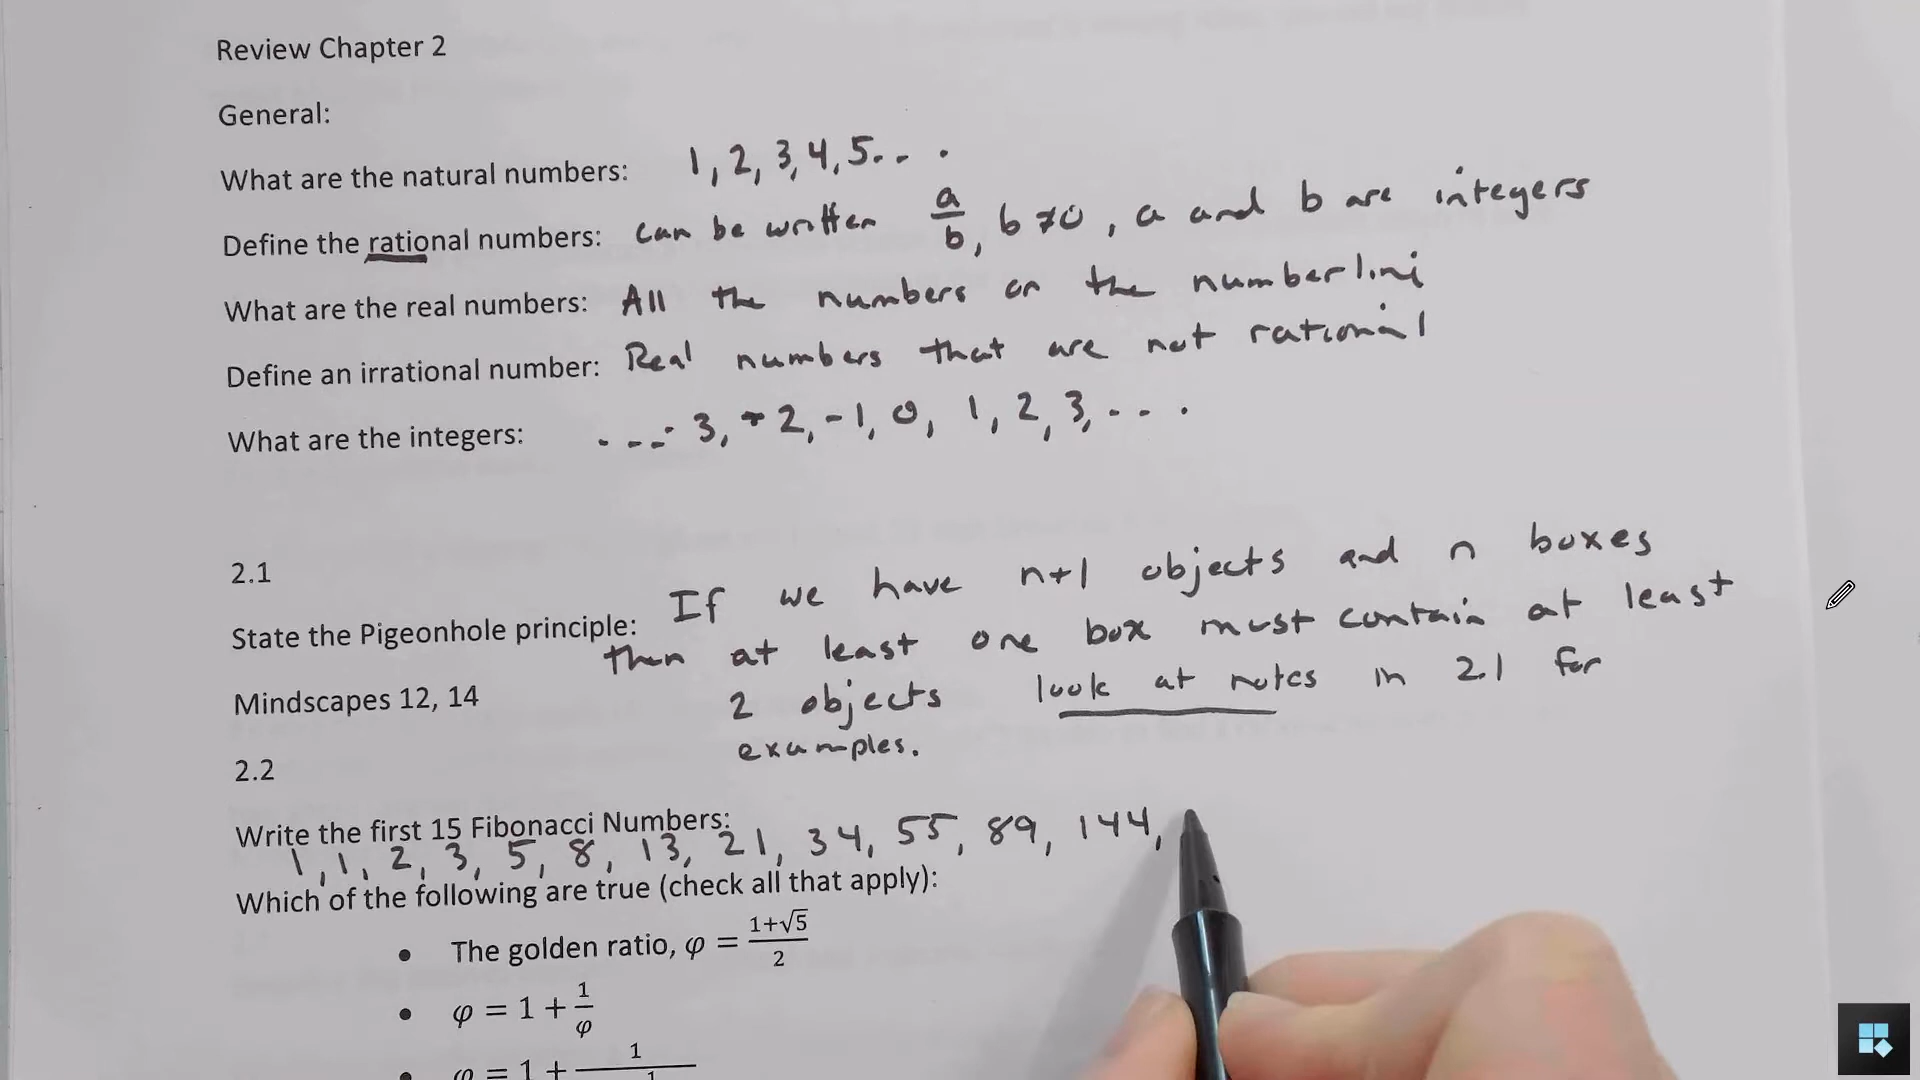 Review Chapter 2
General:
What are the natural numbers: 1, 2, 3, 4, 5 . . .
Define the rational numbers: can be written a/b, b≠0, a and b are integers
What are the real numbers: All the numbers on the numberline
Define an irrational number: Real numbers that are not rational
What are the integers: . . . -3, -2, -1, 0, 1, 2, 3, . . .
2.1
State the Pigeonhole principle: If we have n+1 objects and n boxes
then at least one box must contain at least
Mindscapes 12, 14 2 objects look at notes in 2.1 for
examples.
2.2
Write the first 15 Fibonacci Numbers:
1, 1, 2, 3, 5, 8, 13, 21, 34, 55, 89, 144,
Which of the following are true (check all that apply):
• The golden ratio, φ = (1+√5)/2
• φ = 1 + 1/φ
• φ = 1 + 1